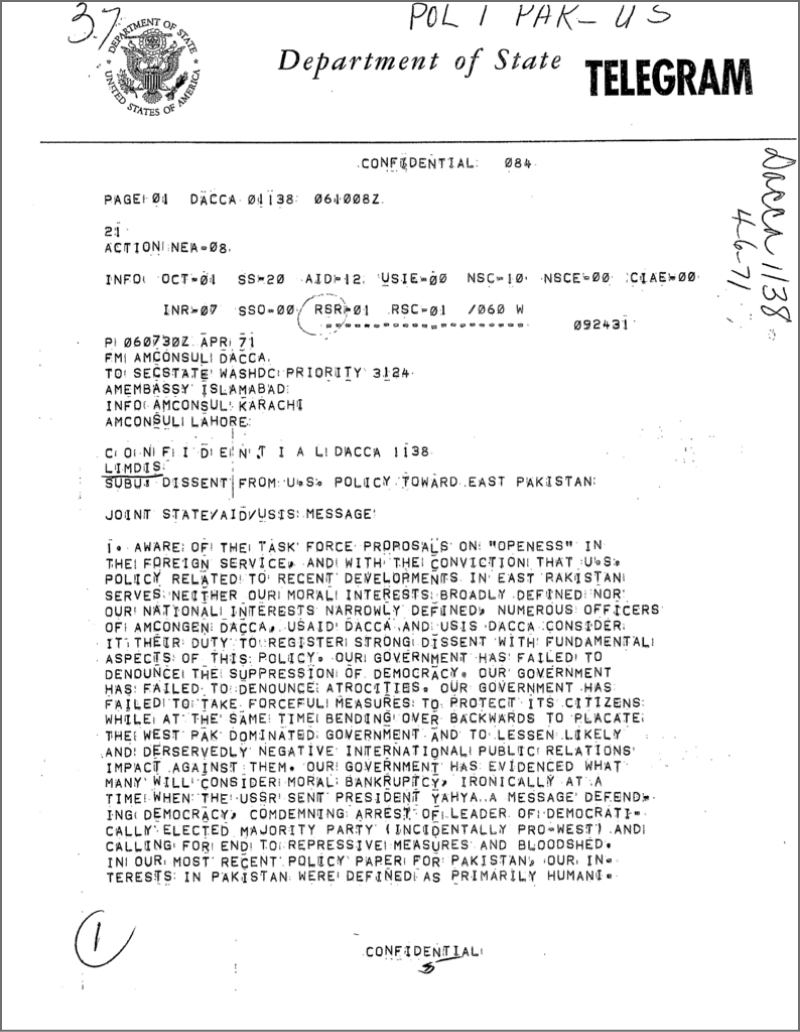 37
POL 1 PAK-US
DEPARTMENT OF STATE
UNITED STATES OF AMERICA
Department of State TELEGRAM
CONFIDENTIAL 084
PAGE 01 DACCA 01138 061008Z
21
ACTION NEA-08
INFO OCT-01 SS-20 AID-12 USIE-00 NSC-10 NSCE-00 CIAE-00
INR-07 SSO-00 RSR-01 RSC-01 /060 W
--------------------- 092431
P 060730Z APR 71
FM AMCONSUL DACCA
TO SECSTATE WASHDC PRIORITY 3124
AMEMBASSY ISLAMABAD
INFO AMCONSUL KARACHI
AMCONSUL LAHORE
C O N F I D E N T I A L DACCA 1138
LIMDIS
SUBJ DISSENT FROM U.S. POLICY TOWARD EAST PAKISTAN
JOINT STATE/AID/USIS MESSAGE
1. AWARE OF THE TASK FORCE PROPOSALS ON "OPENESS" IN
THE FOREIGN SERVICE, AND WITH THE CONVICTION THAT U.S.
POLICY RELATED TO RECENT DEVELOPMENTS IN EAST PAKISTAN
SERVES NEITHER OUR MORAL INTERESTS BROADLY DEFINED NOR
OUR NATIONAL INTERESTS NARROWLY DEFINED, NUMEROUS OFFICERS
OF AMCONGEN DACCA, USAID DACCA AND USIS DACCA CONSIDER
IT THEIR DUTY TO REGISTER STRONG DISSENT WITH FUNDAMENTAL
ASPECTS OF THIS POLICY. OUR GOVERNMENT HAS FAILED TO
DENOUNCE THE SUPPRESSION OF DEMOCRACY. OUR GOVERNMENT
HAS FAILED TO DENOUNCE ATROCITIES. OUR GOVERNMENT HAS
FAILED TO TAKE FORCEFUL MEASURES TO PROTECT ITS CITIZENS
WHILE AT THE SAME TIME BENDING OVER BACKWARDS TO PLACATE
THE WEST PAK DOMINATED GOVERNMENT AND TO LESSEN LIKELY
AND DERSERVEDLY NEGATIVE INTERNATIONAL PUBLIC RELATIONS
IMPACT AGAINST THEM. OUR GOVERNMENT HAS EVIDENCED WHAT
MANY WILL CONSIDER MORAL BANKRUPTCY, IRONICALLY AT A
TIME WHEN THE USSR SENT PRESIDENT YAHYA A MESSAGE DEFEND-
ING DEMOCRACY, COMDEMNING ARREST OF LEADER OF DEMOCRATI-
CALLY ELECTED MAJORITY PARTY (INCIDENTALLY PRO-WEST) AND
CALLING FOR END TO REPRESSIVE MEASURES AND BLOODSHED.
IN OUR MOST RECENT POLICY PAPER FOR PAKISTAN, OUR IN-
TERESTS IN PAKISTAN WERE DEFINED AS PRIMARILY HUMANI-
1
CONFIDENTIAL
Dacca 1138
4-6-71